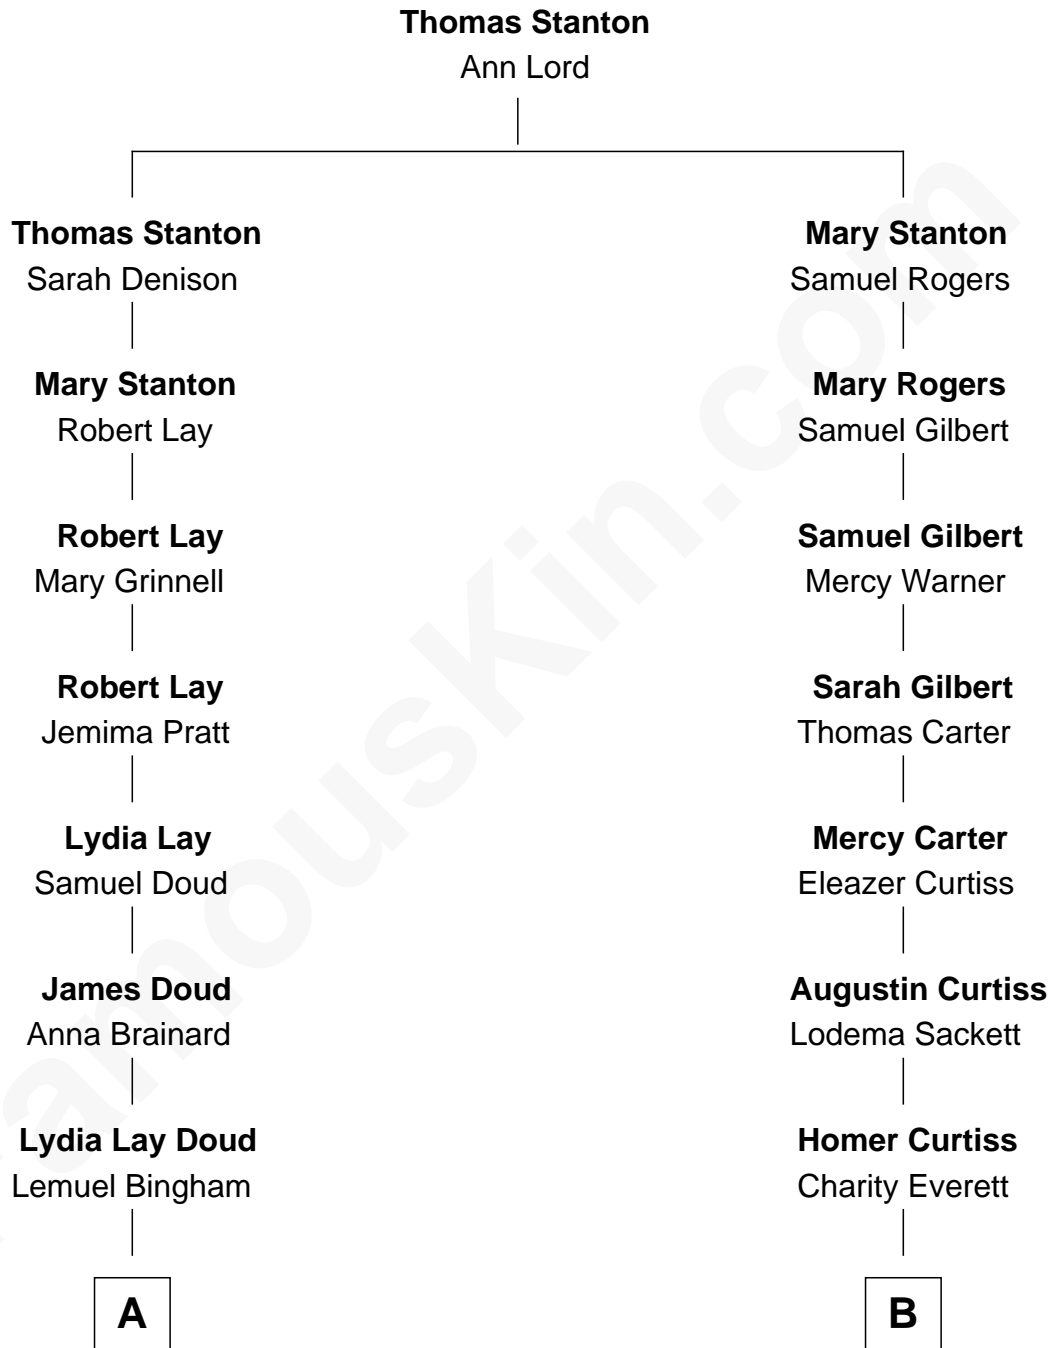 Thomas Stanton
Ann Lord
Thomas Stanton
Sarah Denison
Mary Stanton
Samuel Rogers
Mary Stanton
Robert Lay
Mary Rogers
Samuel Gilbert
Robert Lay
Mary Grinnell
Samuel Gilbert
Mercy Warner
Robert Lay
Jemima Pratt
Sarah Gilbert
Thomas Carter
Lydia Lay
Samuel Doud
Mercy Carter
Eleazer Curtiss
James Doud
Anna Brainard
Augustin Curtiss
Lodema Sackett
Lydia Lay Doud
Lemuel Bingham
Homer Curtiss
Charity Everett
A
B
FamousKin.com